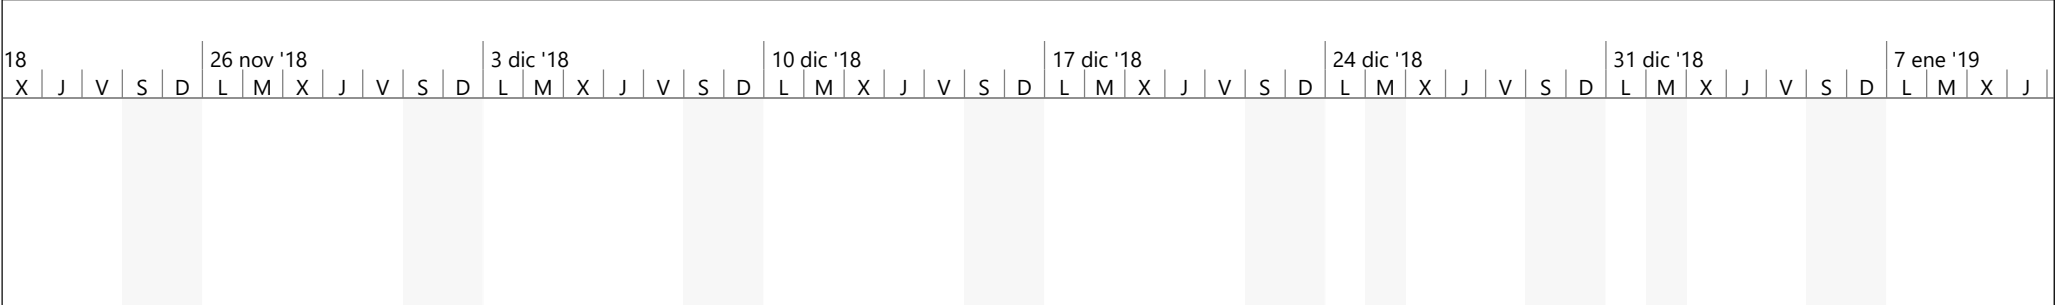 18 26 nov '18 3 dic '18 10 dic '18 17 dic '18 24 dic '18 31 dic '18 7 ene '19
X J V S D L M X J V S D L M X J V S D L M X J V S D L M X J V S D L M X J V S D L M X J V S D L M X J